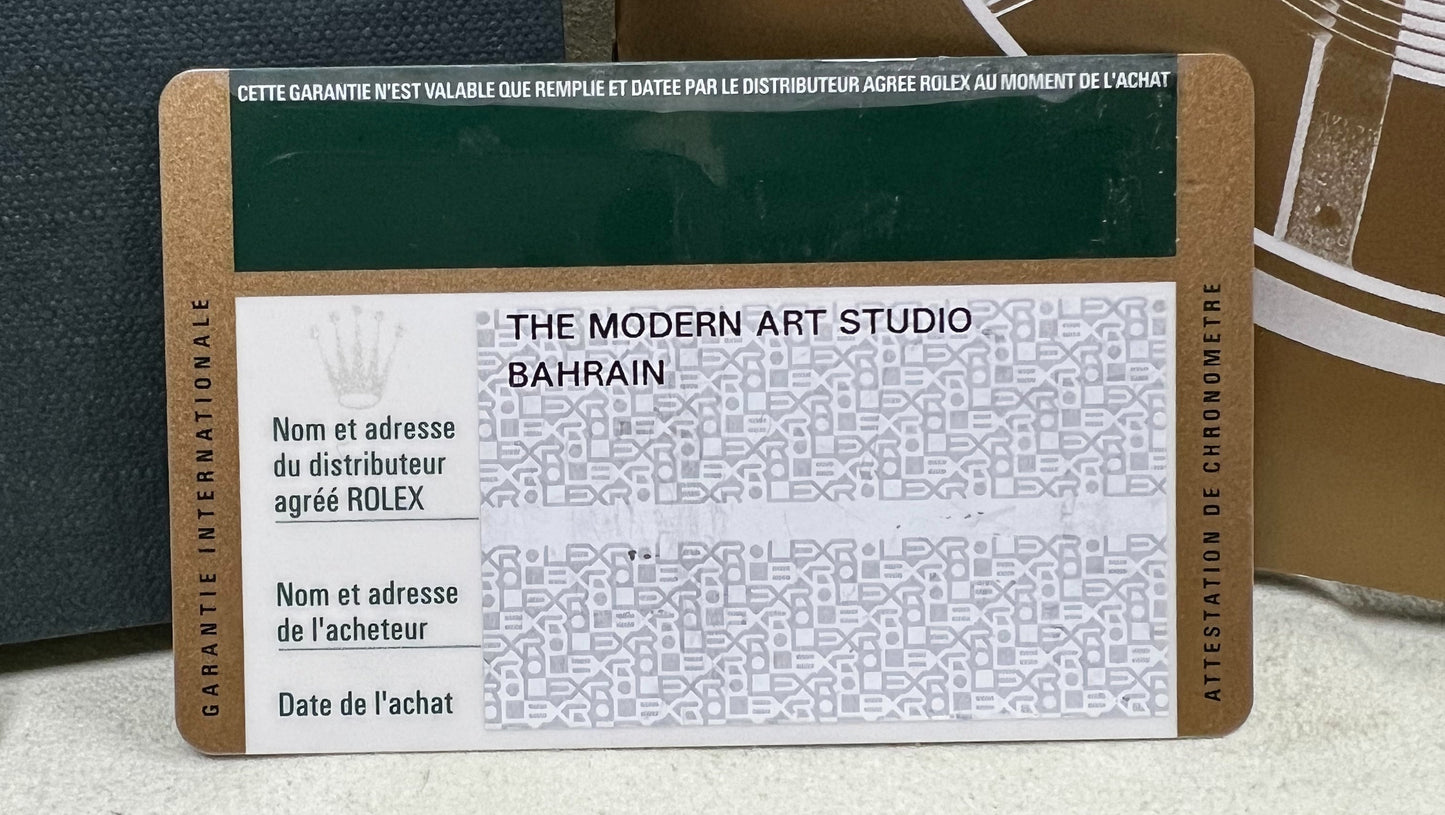 CETTE GARANTIE N'EST VALABLE QUE REMPLIE ET DATEE PAR LE DISTRIBUTEUR AGREE ROLEX AU MOMENT DE L'ACHAT
GARANTIE INTERNATIONALE
THE MODERN ART STUDIO
BAHRAIN
Nom et adresse
du distributeur
agréé ROLEX
Nom et adresse
de l'acheteur
Date de l'achat
ATTESTATION DE CHRONOMETRE